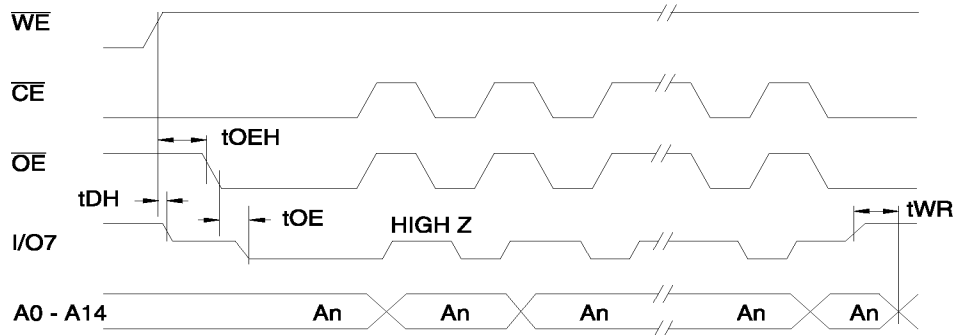 WE
CE
tOEH
OE
tDH
tOE
HIGH Z
tWR
I/O7
A0 - A14 An An An An An